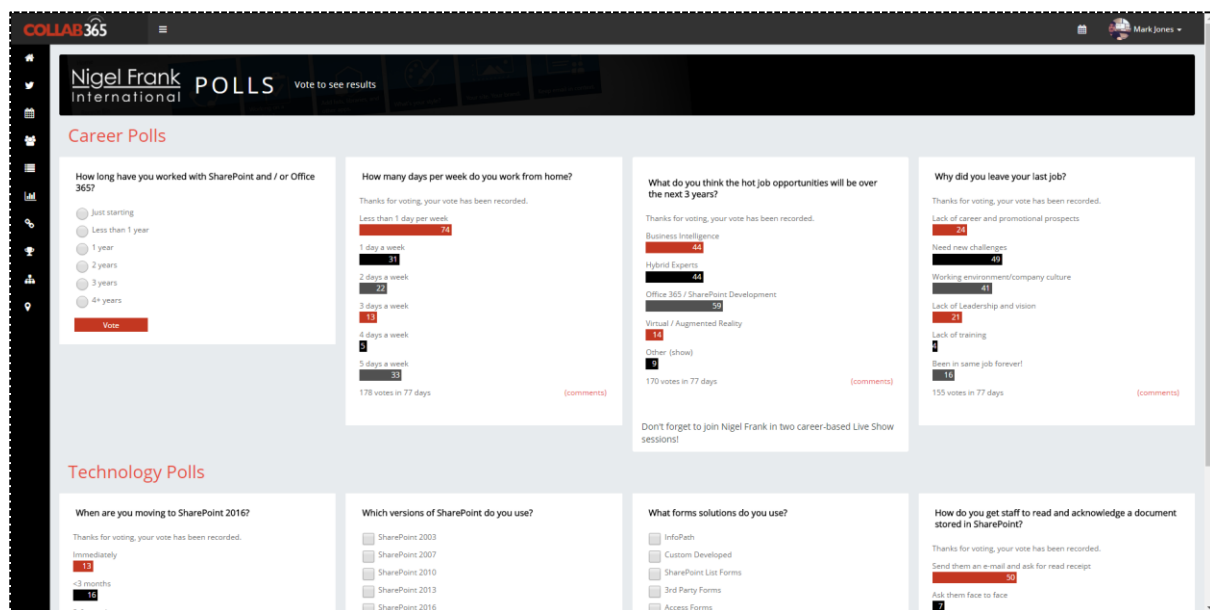 COLLAB365
Mark Jones
Nigel Frank
International
POLLS
Vote to see results
Career Polls
How long have you worked with SharePoint and / or Office
365?
Just starting
Less than 1 year
1 year
2 years
3 years
4+ years
Vote
How many days per week do you work from home?
Thanks for voting, your vote has been recorded.
Less than 1 day per week
74
1 day a week
31
2 days a week
22
3 days a week
13
4 days a week
5
5 days a week
33
178 votes in 77 days
(comments)
What do you think the hot job opportunities will be over
the next 3 years?
Thanks for voting, your vote has been recorded.
Business Intelligence
44
Hybrid Experts
44
Office 365 / SharePoint Development
59
Virtual / Augmented Reality
14
Other (show)
9
170 votes in 77 days
(comments)
Don't forget to join Nigel Frank in two career-based Live Show
sessions!
Why did you leave your last job?
Thanks for voting, your vote has been recorded.
Lack of career and promotional prospects
24
Need new challenges
49
Working environment/company culture
41
Lack of Leadership and vision
21
Lack of training
4
Been in same job forever!
16
155 votes in 77 days
(comments)
Technology Polls
When are you moving to SharePoint 2016?
Thanks for voting, your vote has been recorded.
Immediately
13
<3 months
16
Which versions of SharePoint do you use?
SharePoint 2003
SharePoint 2007
SharePoint 2010
SharePoint 2013
SharePoint 2016
What forms solutions do you use?
InfoPath
Custom Developed
SharePoint List Forms
3rd Party Forms
Access Forms
How do you get staff to read and acknowledge a document
stored in SharePoint?
Thanks for voting, your vote has been recorded.
Send them an e-mail and ask for read receipt
50
Ask them face to face
7